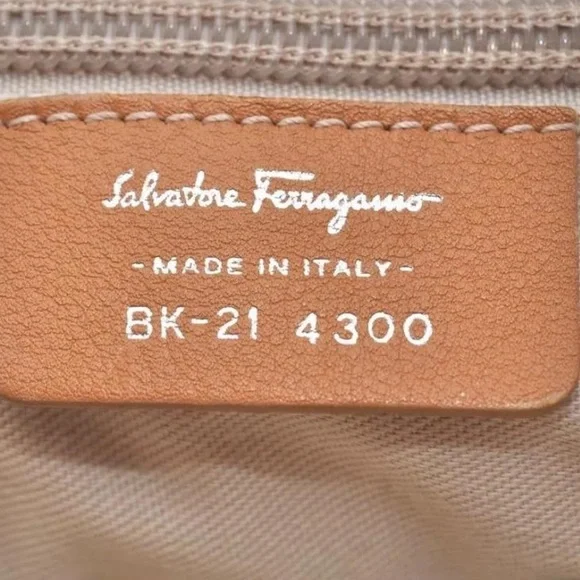 Salvatore Ferragamo
-MADE IN ITALY-
BK-21 4300